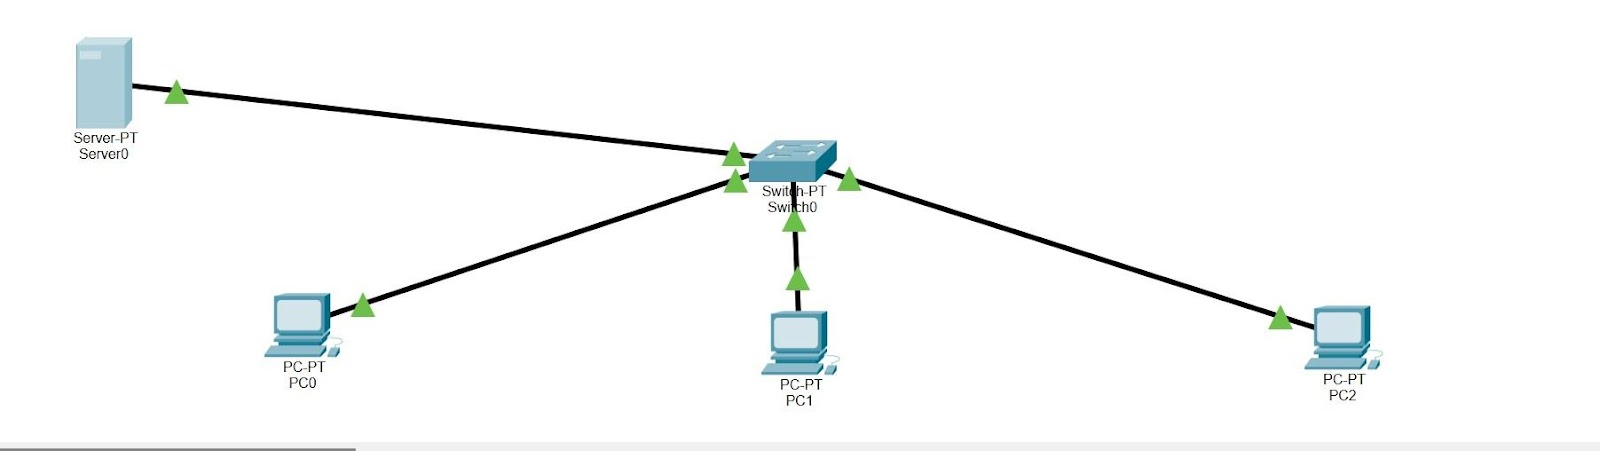 Server-PT
Server0
Switch-PT
Switch0
PC-PT
PC0
PC-PT
PC1
PC-PT
PC2